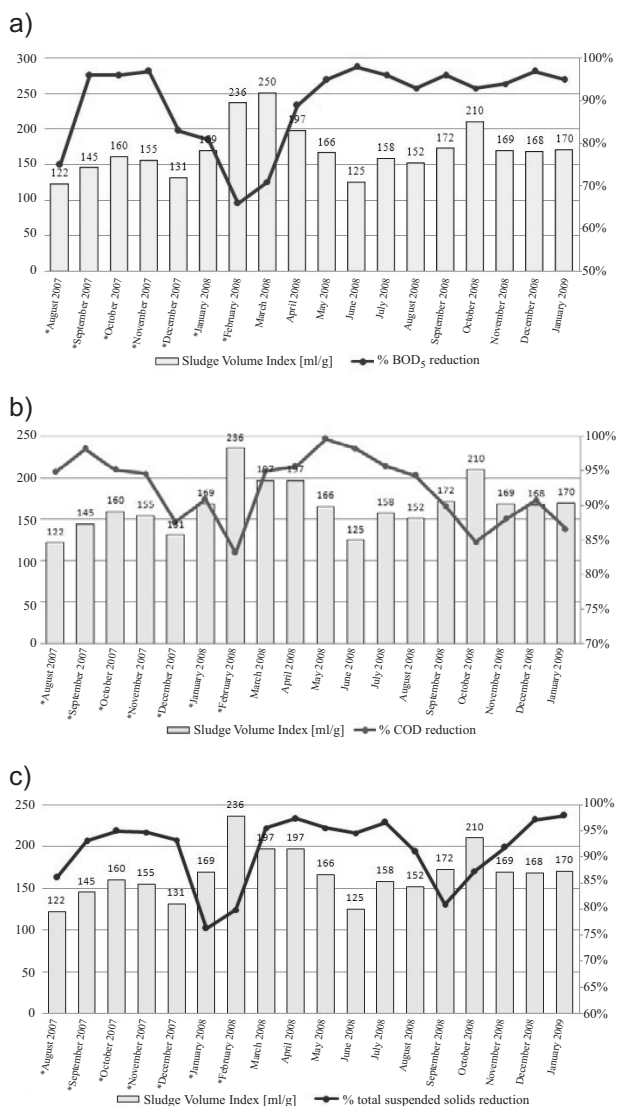 a)
300 100%
236 250
250 90%
197 210
200
160 169 166 172 169 168 170 80%
145 155 158 152
150 122 131 125
70%
100
60%
50
0 50%
*August 2007 *September 2007 *October 2007 *November 2007 *December 2007 *January 2008 *February 2008 March 2008 April 2008 May 2008 June 2008 July 2008 August 2008 September 2008 October 2008 November 2008 December 2008 January 2009
Sludge Volume Index [ml/g] % BOD5 reduction
b)
250 236 100%
210 95%
200 197 197
169 166 172 169 168 170 90%
145 160 155 158 152
150 122 131 125 85%
100 80%
50 75%
0 70%
*August 2007 *September 2007 *October 2007 *November 2007 *December 2007 *January 2008 *February 2008 March 2008 April 2008 May 2008 June 2008 July 2008 August 2008 September 2008 October 2008 November 2008 December 2008 January 2009
Sludge Volume Index [ml/g] % COD reduction
c)
250 236 100%
95%
200 197 197 210 90%
169 166 172 169 168 170 85%
150 145 160 155 158 152 80%
122 131 125
100 75%
70%
50 65%
0 60%
*August 2007 *September 2007 *October 2007 *November 2007 *December 2007 *January 2008 *February 2008 March 2008 April 2008 May 2008 June 2008 July 2008 August 2008 September 2008 October 2008 November 2008 December 2008 January 2009
Sludge Volume Index [ml/g] % total suspended solids reduction